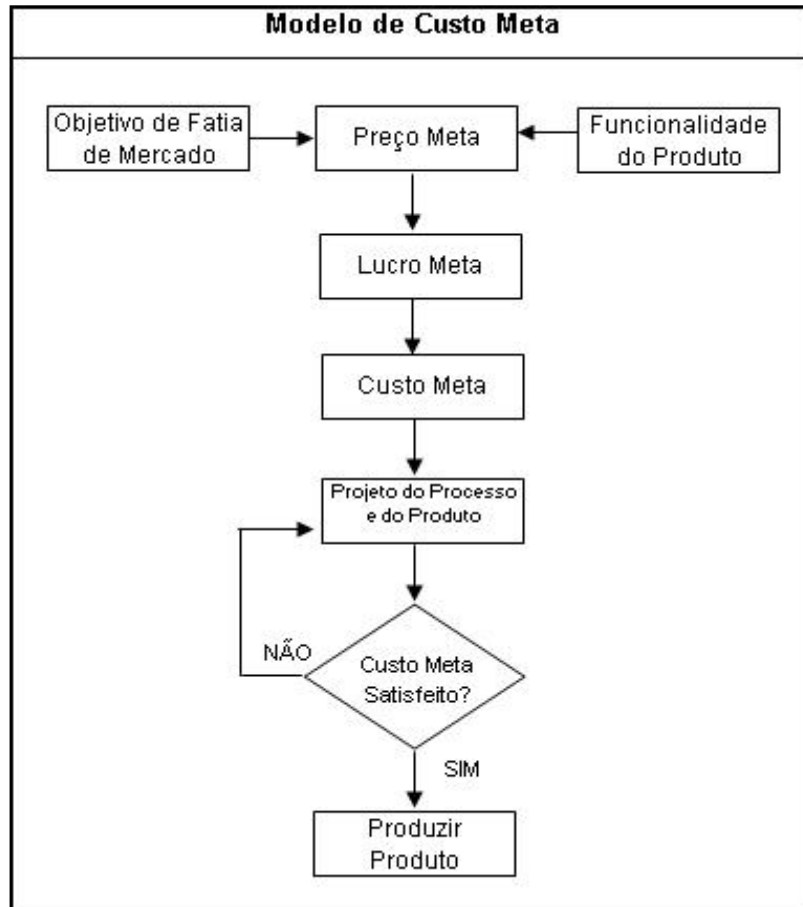 Modelo de Custo Meta
Objetivo de Fatia
de Mercado
Preço Meta
Funcionalidade
do Produto
Lucro Meta
Custo Meta
Projeto do Processo
e do Produto
NÃO
Custo Meta
Satisfeito?
SIM
Produzir
Produto